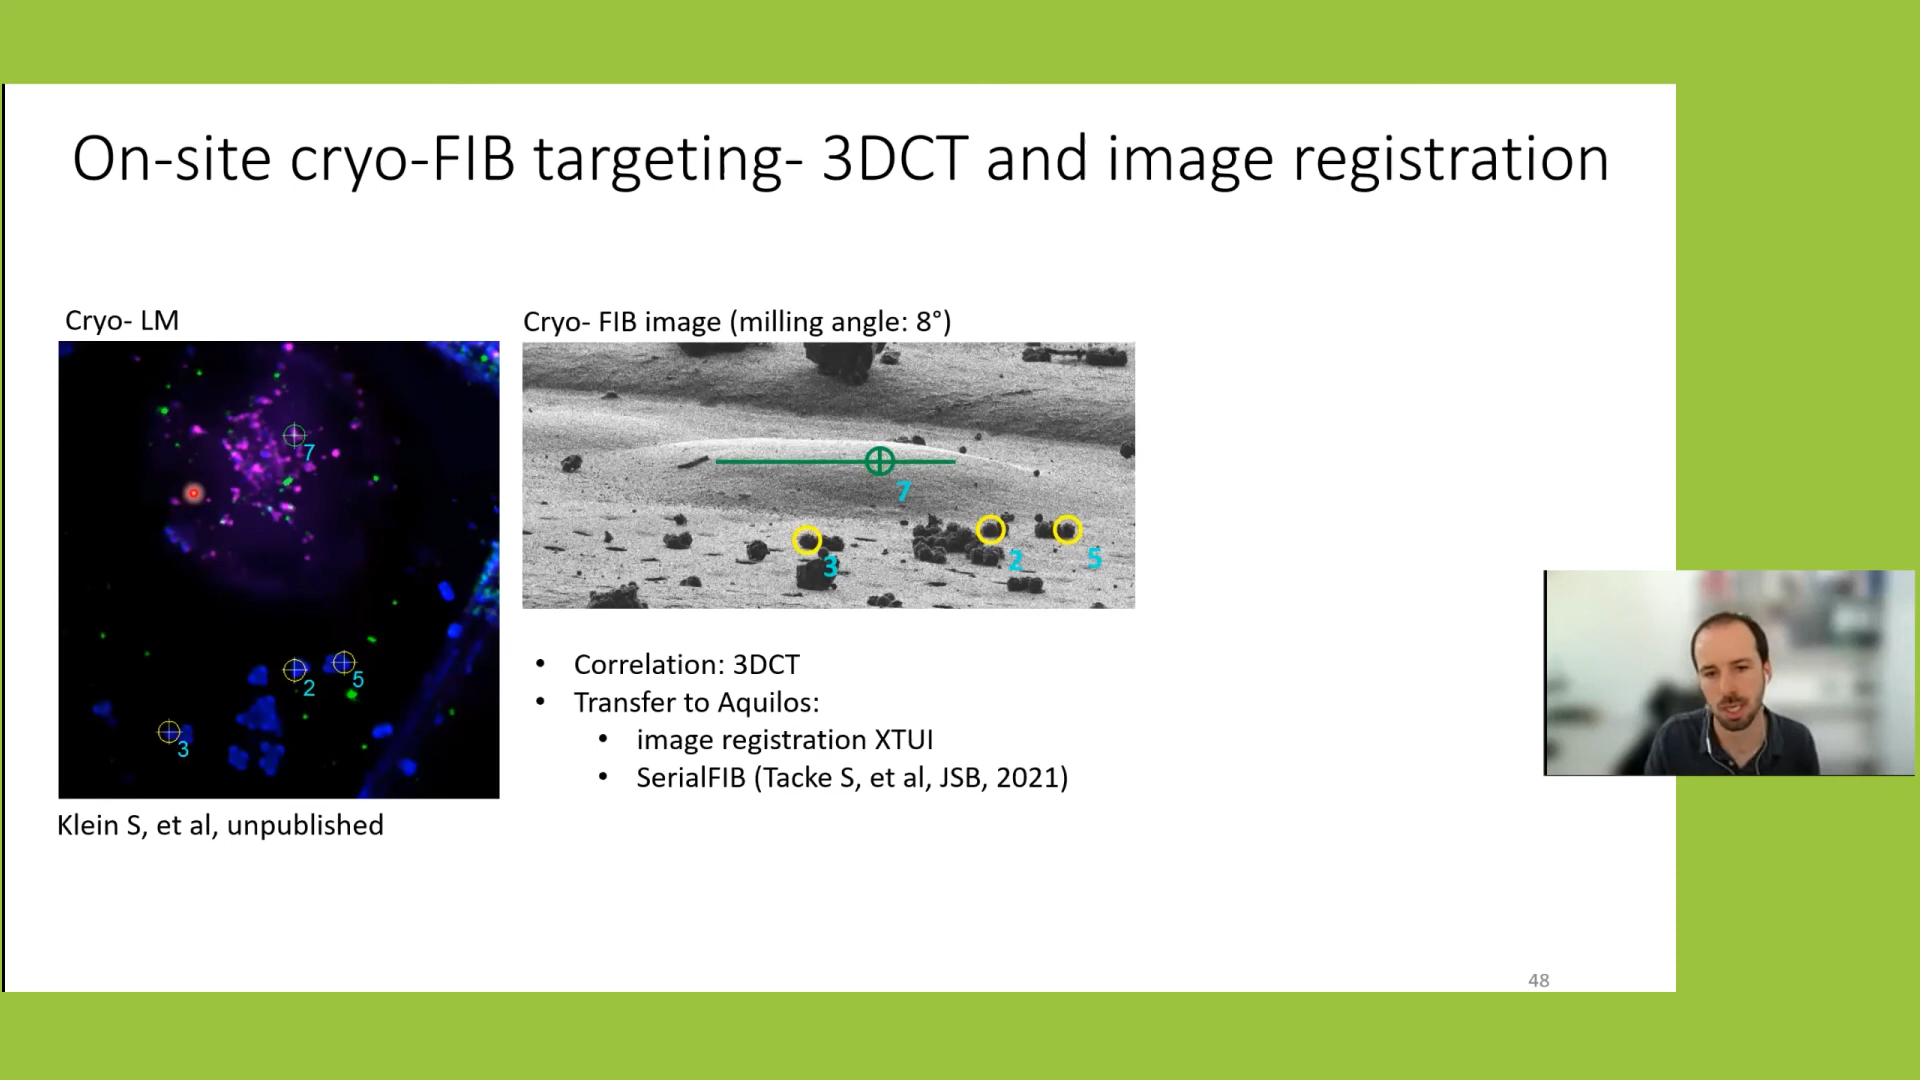 On-site cryo-FIB targeting- 3DCT and image registration
Cryo- LM
Cryo- FIB image (milling angle: 8°)
7
2
5
3
7
3
2
5
• Correlation: 3DCT
• Transfer to Aquilos:
• image registration XTUI
• SerialFIB (Tacke S, et al, JSB, 2021)
Klein S, et al, unpublished
48